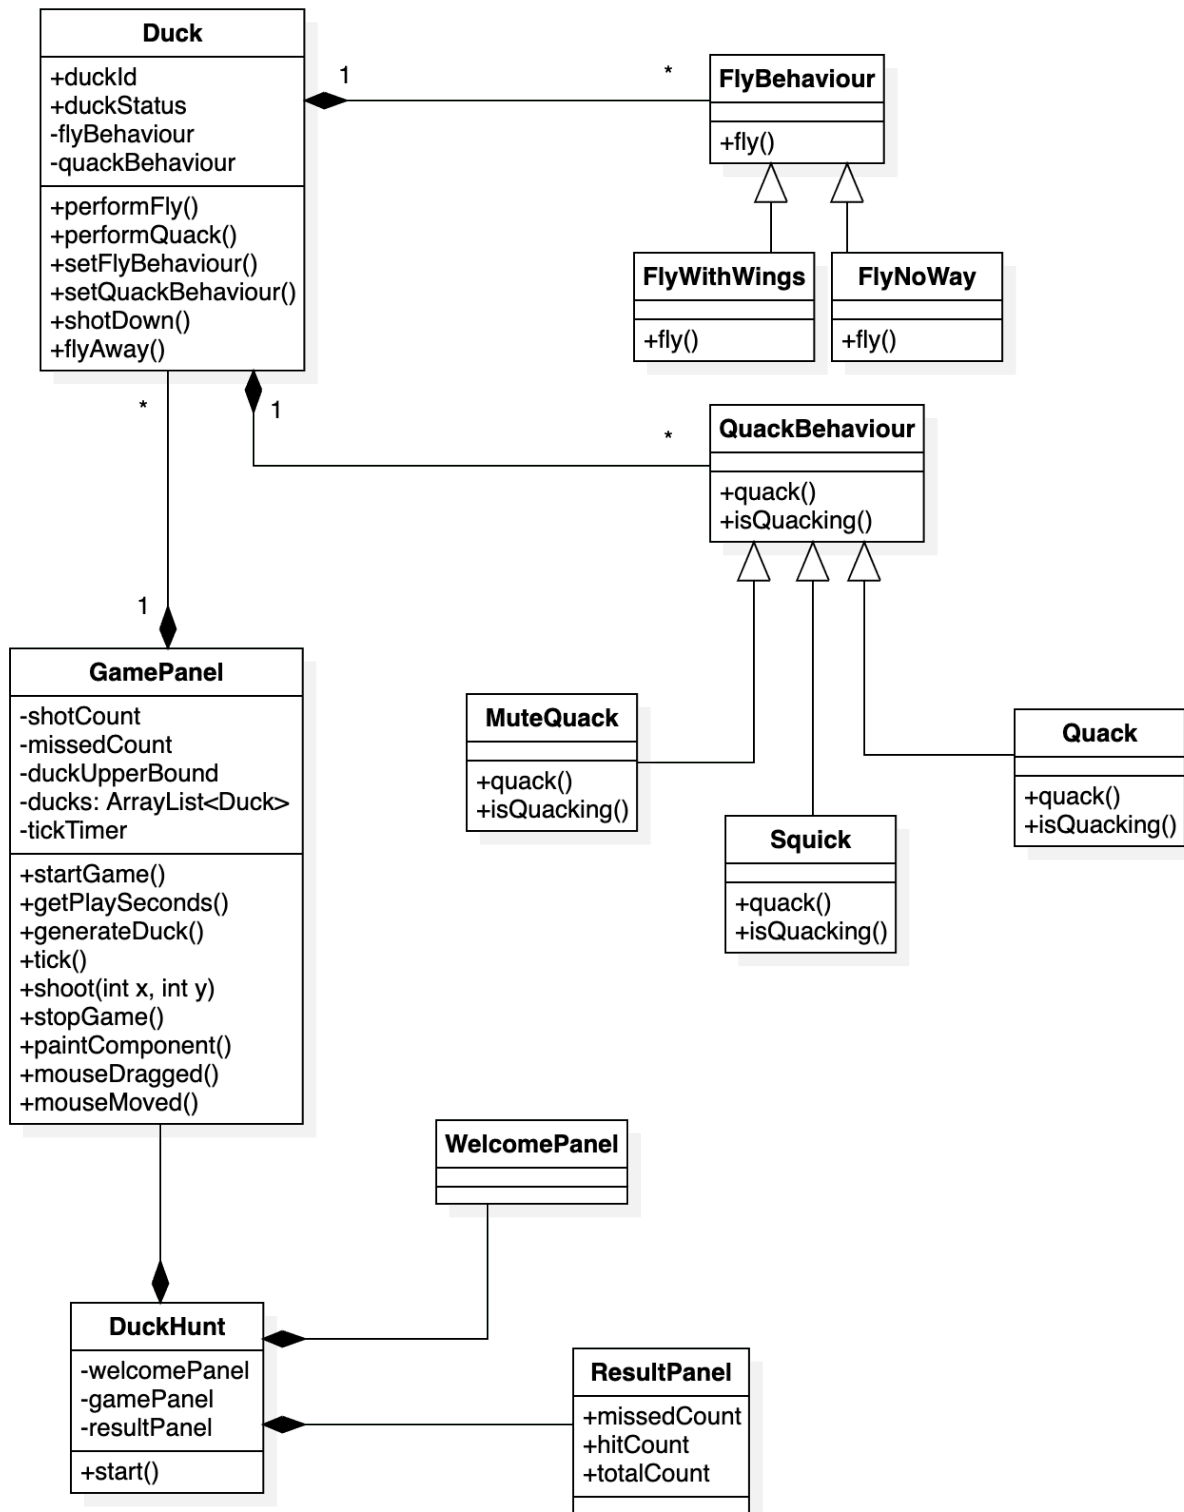 Duck
+duckId
+duckStatus
-flyBehaviour
-quackBehaviour
+performFly()
+performQuack()
+setFlyBehaviour()
+setQuackBehaviour()
+shotDown()
+flyAway()
1
*
FlyBehaviour
+fly()
FlyWithWings
+fly()
FlyNoWay
+fly()
*
1
*
QuackBehaviour
+quack()
+isQuacking()
1
GamePanel
-shotCount
-missedCount
-duckUpperBound
-ducks: ArrayList<Duck>
-tickTimer
+startGame()
+getPlaySeconds()
+generateDuck()
+tick()
+shoot(int x, int y)
+stopGame()
+paintComponent()
+mouseDragged()
+mouseMoved()
MuteQuack
+quack()
+isQuacking()
Squick
+quack()
+isQuacking()
Quack
+quack()
+isQuacking()
WelcomePanel
DuckHunt
-welcomePanel
-gamePanel
-resultPanel
+start()
ResultPanel
+missedCount
+hitCount
+totalCount